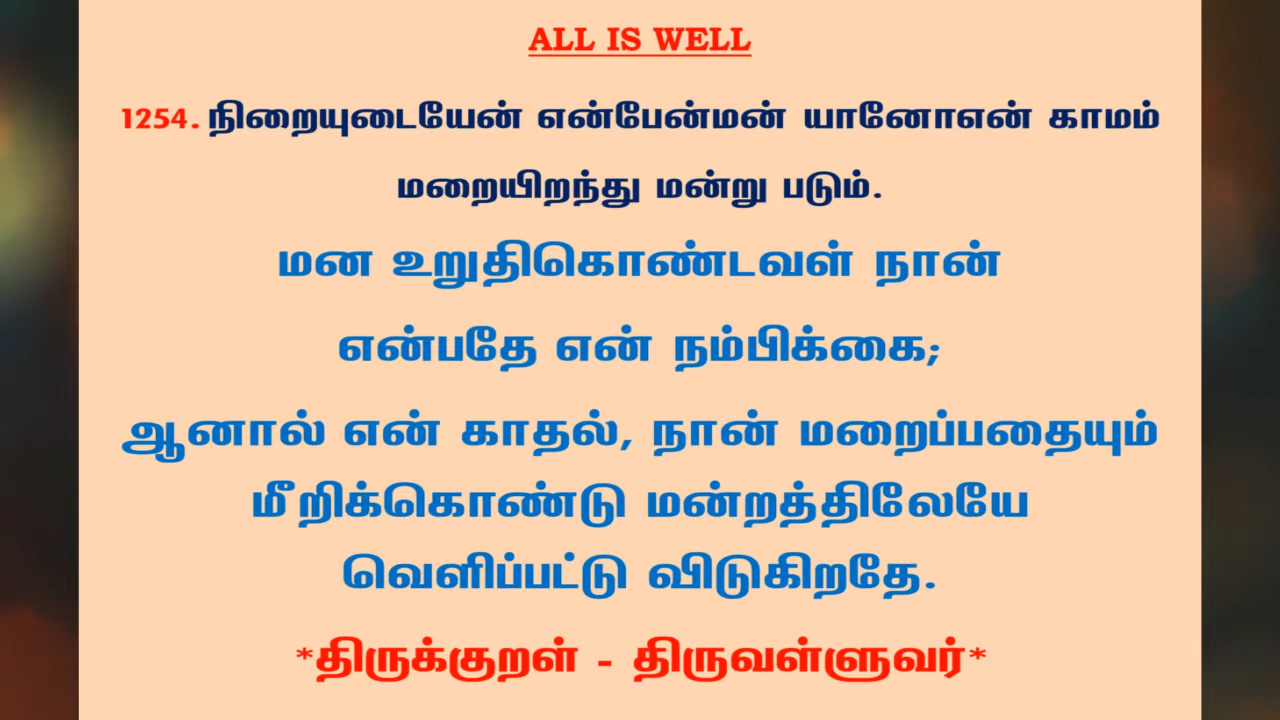 ALL IS WELL
1254. நிறையுடையேன் என்பேன்மன் யானோஎன் காமம்
மறையிறந்து மன்று படும்.
மன உறுதிகொண்டவள் நான்
என்பதே என் நம்பிக்கை;
ஆனால் என் காதல், நான் மறைப்பதையும்
மீறிக்கொண்டு மன்றத்திலேயே
வெளிப்பட்டு விடுகிறதே.
*திருக்குறள் - திருவள்ளுவர்*